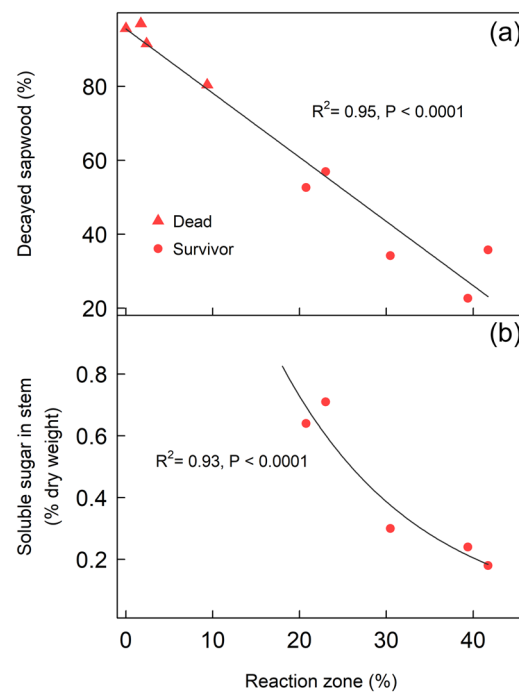 (a)
Decayed sapwood (%)
80
60
40
20
R²= 0.95, P < 0.0001
Dead
Survivor
(b)
Soluble sugar in stem
(% dry weight)
0.8
0.6
0.4
0.2
R²= 0.93, P < 0.0001
0 10 20 30 40
Reaction zone (%)